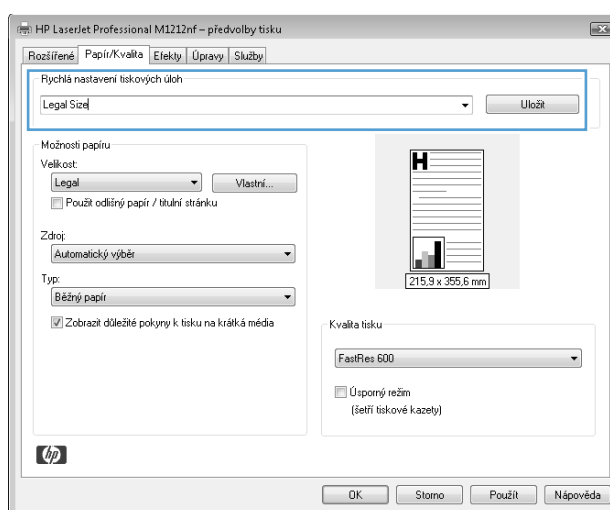 HP LaserJet Professional M1212nf – předvolby tisku
Rozšířené Papír/Kvalita Efekty Úpravy Služby
Rychlá nastavení tiskových úloh
Legal Size Uložit
Možnosti papíru
Velikost:
Legal Vlastní...
Použít odlišný papír / titulní stránku
Zdroj:
Automatický výběr
Typ:
Běžný papír
Zobrazit důležité pokyny k tisku na krátká média
H
215,9 x 355,6 mm
Kvalita tisku
FastRes 600
Úsporný režim
(šetří tiskové kazety)
hp
OK Storno Použít Nápověda